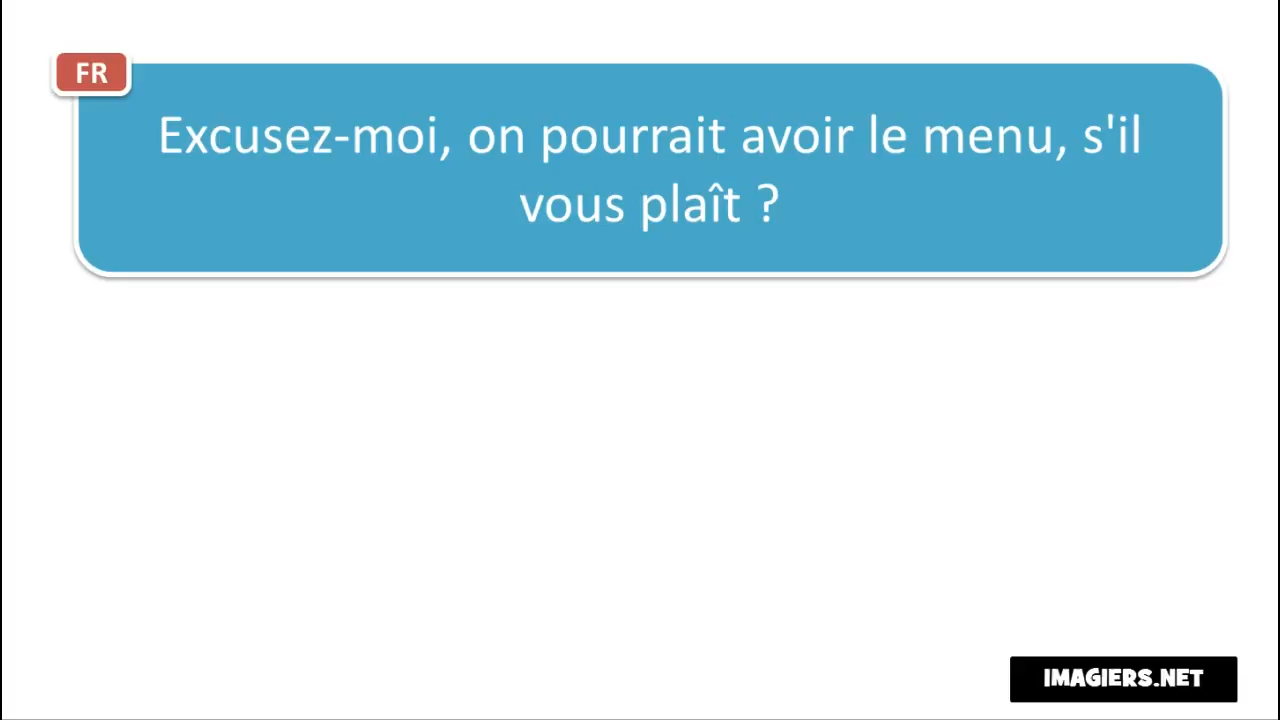 FR
Excusez-moi, on pourrait avoir le menu, s'il
vous plaît ?
IMAGIERS.NET